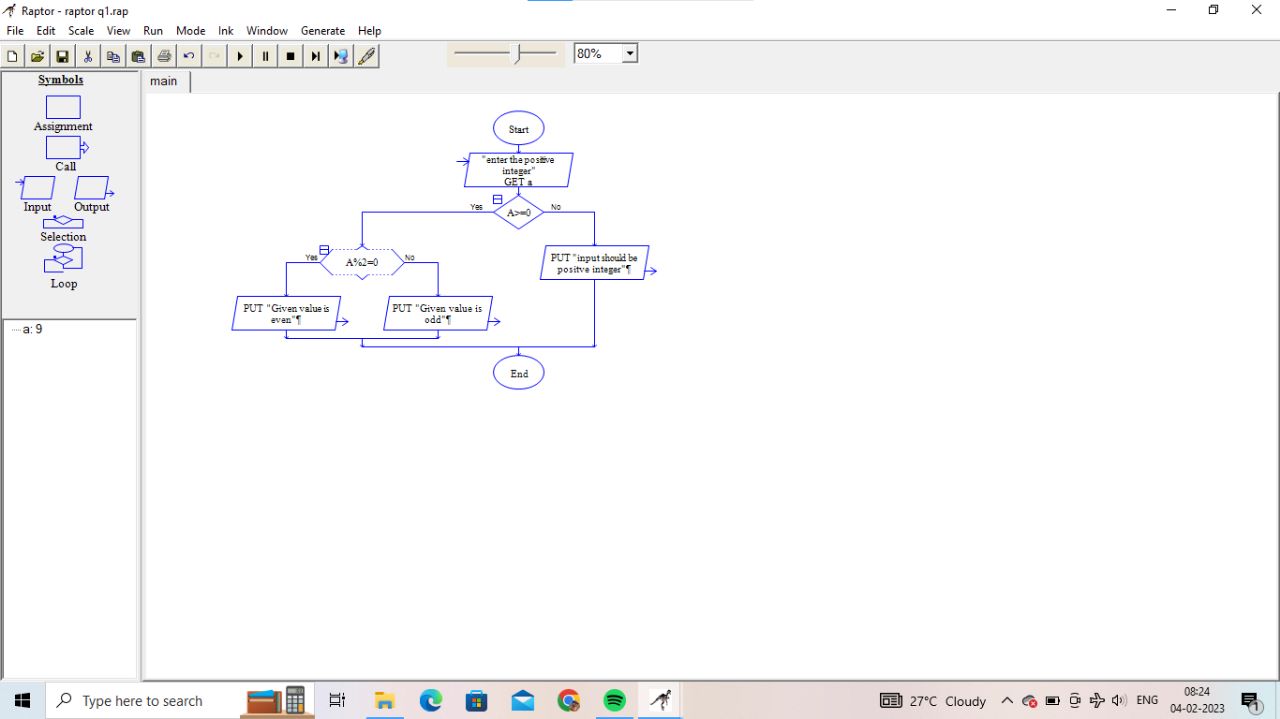 Raptor - raptor q1.rap
File Edit Scale View Run Mode Ink Window Generate Help
80%
Symbols
main
Assignment
Call
Input Output
Selection
Loop
a: 9
Start
"enter the positive
integer"
GET a
Yes No
A>=0
Yes No
A%2=0
PUT "input should be
positve integer"¶
PUT "Given value is
even"¶
PUT "Given value is
odd"¶
End
Type here to search
27°C Cloudy
ENG
08:24
04-02-2023
1